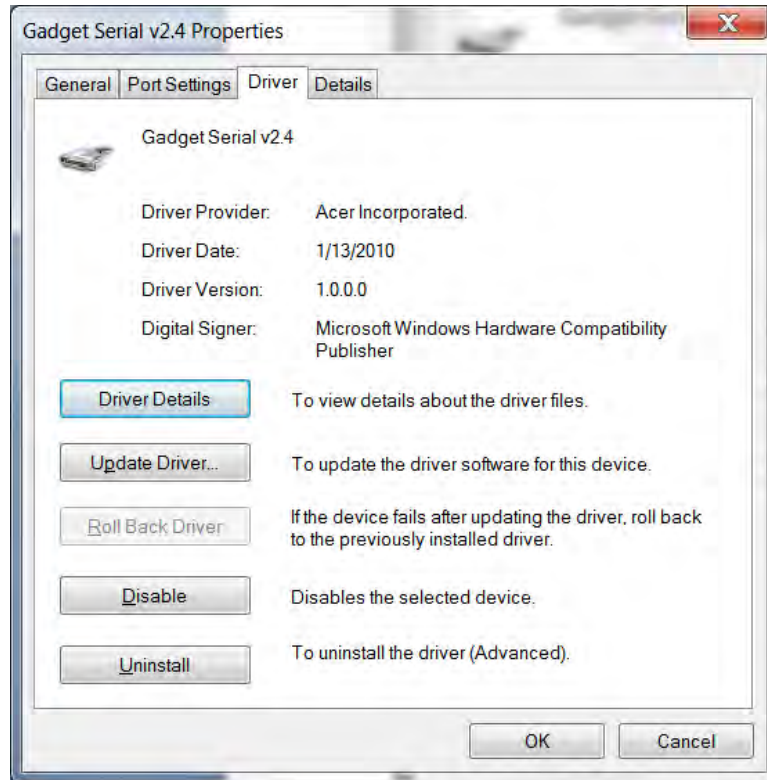 Gadget Serial v2.4 Properties
General Port Settings Driver Details
Gadget Serial v2.4
Driver Provider: Acer Incorporated.
Driver Date: 1/13/2010
Driver Version: 1.0.0.0
Digital Signer: Microsoft Windows Hardware Compatibility
Publisher
Driver Details To view details about the driver files.
Update Driver... To update the driver software for this device.
Roll Back Driver If the device fails after updating the driver, roll back
to the previously installed driver.
Disable Disables the selected device.
Uninstall To uninstall the driver (Advanced).
OK Cancel